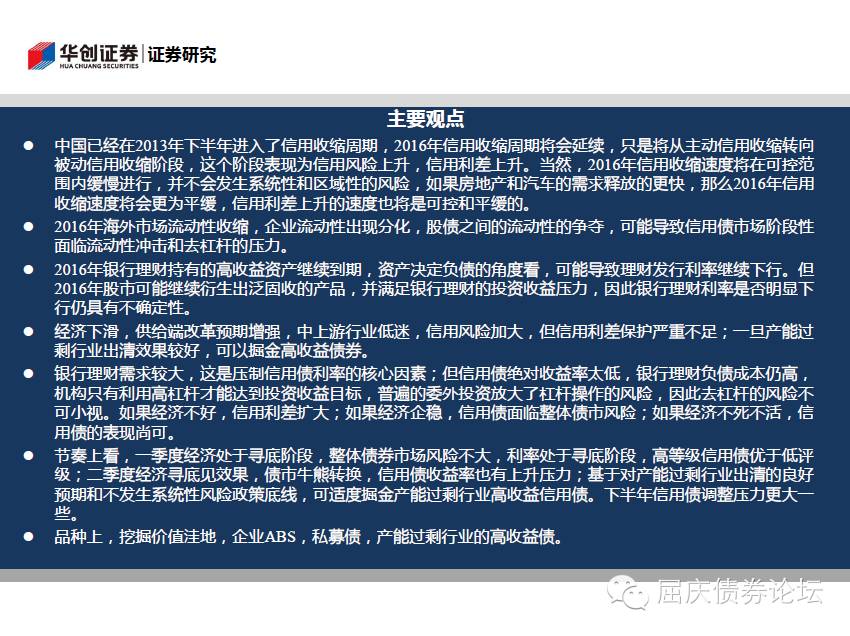 华创证券 证券研究
HUA CHUANG SECURITIES
主要观点
● 中国已经在2013年下半年进入了信用收缩周期，2016年信用收缩周期将会延续，只是将从主动信用收缩转向
被动信用收缩阶段，这个阶段表现为信用风险上升，信用利差上升。当然，2016年信用收缩速度将在可控范
围内缓慢进行，并不会发生系统性和区域性的风险，如果房地产和汽车的需求释放的更快，那么2016年信用
收缩速度将会更为平缓，信用利差上升的速度也将是可控和平缓的。
● 2016年海外市场流动性收缩，企业流动性出现分化，股债之间的流动性的争夺，可能导致信用债市场阶段性
面临流动性冲击和去杠杆的压力。
● 2016年银行理财持有的高收益资产继续到期，资产决定负债的角度看，可能导致理财发行利率继续下行。但
2016年股市可能继续衍生出泛固收的产品，并满足银行理财的投资收益压力，因此银行理财利率是否明显下
行仍具有不确定性。
● 经济下滑，供给端改革预期增强，中上游行业低迷，信用风险加大，但信用利差保护严重不足；一旦产能过
剩行业出清效果较好，可以掘金高收益债券。
● 银行理财需求较大，这是压制信用债利率的核心因素；但信用债绝对收益率太低，银行理财负债成本仍高，
机构只有利用高杠杆才能达到投资收益目标，普遍的委外投资放大了杠杆操作的风险，因此去杠杆的风险不
可小视。如果经济不好，信用利差扩大；如果经济企稳，信用债面临整体债市风险；如果经济不死不活，信
用债的表现尚可。
● 节奏上看，一季度经济处于寻底阶段，整体债券市场风险不大，利率处于寻底阶段，高等级信用债优于低评
级；二季度经济寻底见效果，债市牛熊转换，信用债收益率也有上升压力；基于对产能过剩行业出清的良好
预期和不发生系统性风险政策底线，可适度掘金产能过剩行业高收益信用债。下半年信用债调整压力更大一
些。
● 品种上，挖掘价值洼地，企业ABS，私募债，产能过剩行业的高收益债。
屈庆债券论坛